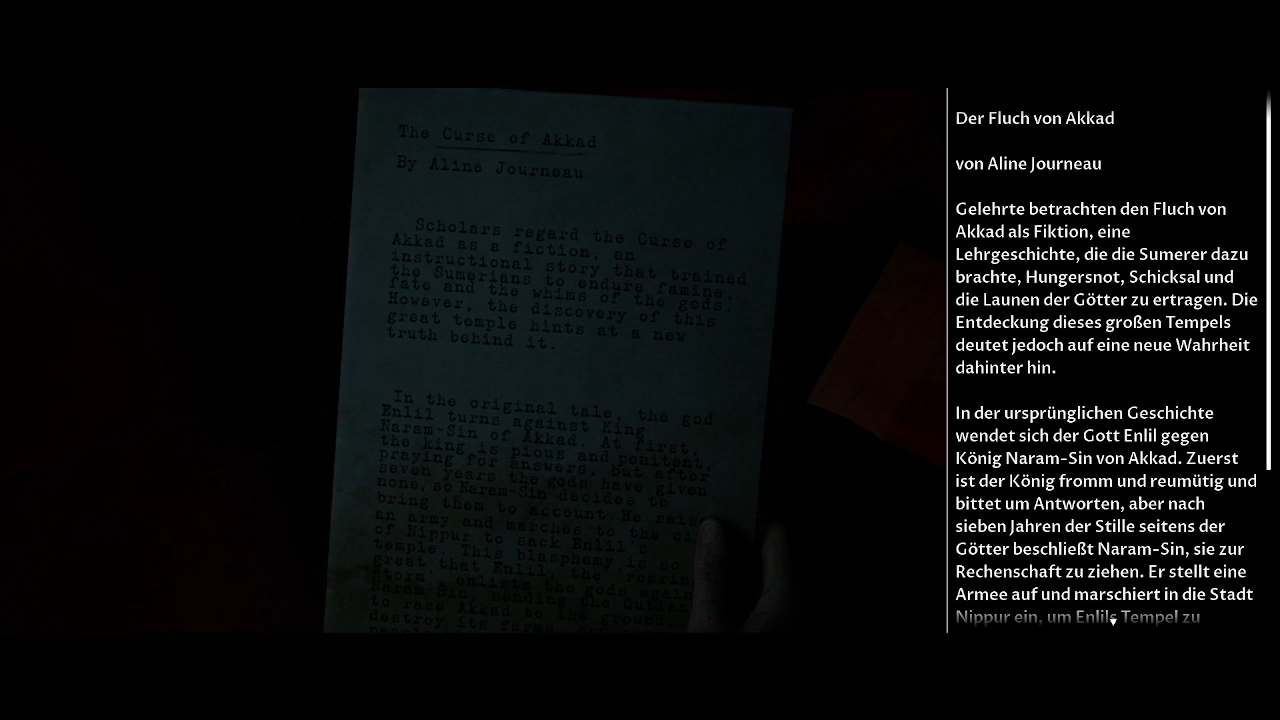 The Curse of Akkad
By Aline Journeau
Scholars regard the Curse of
Akkad as a fiction, an
instructional story that trained
the Sumerians to endure famine,
fate and the whims of the gods.
However, the discovery of this
great temple hints at a new
truth behind it.
In the original tale, the god
Enlil turns against King
Naram-Sin of Akkad. At first,
the king is pious and penitent,
praying for answers, but after
seven years the gods have given
none, so Naram-Sin decides to
bring them to account. He
an army and marches to the
of Nippur to sack Enlil's
temple. This blasphemy is so
great that Enlil, the
storm', enlists the gods
Naram-Sin, sending the
to raze Akkad to the ground,
destroy its farms,
Der Fluch von Akkad
von Aline Journeau
Gelehrte betrachten den Fluch von
Akkad als Fiktion, eine
Lehrgeschichte, die die Sumerer dazu
brachte, Hungersnot, Schicksal und
die Launen der Götter zu ertragen. Die
Entdeckung dieses großen Tempels
deutet jedoch auf eine neue Wahrheit
dahinter hin.
In der ursprünglichen Geschichte
wendet sich der Gott Enlil gegen
König Naram-Sin von Akkad. Zuerst
ist der König fromm und reumütig und
bittet um Antworten, aber nach
sieben Jahren der Stille seitens der
Götter beschließt Naram-Sin, sie zur
Rechenschaft zu ziehen. Er stellt eine
Armee auf und marschiert in die Stadt
Nippur ein, um Enlils Tempel zu